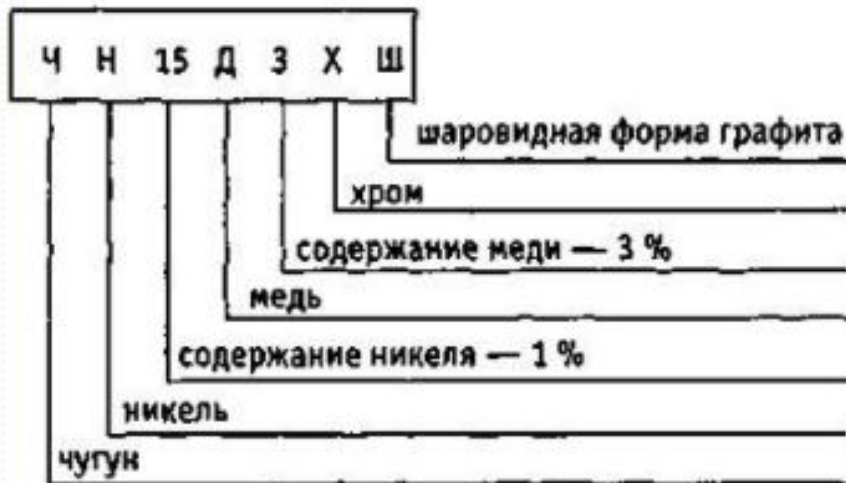 Ч Н 15 Д 3 Х Ш
шаровидная форма графита
хром
содержание меди — 3 %
медь
содержание никеля — 1 %
никель
чугун